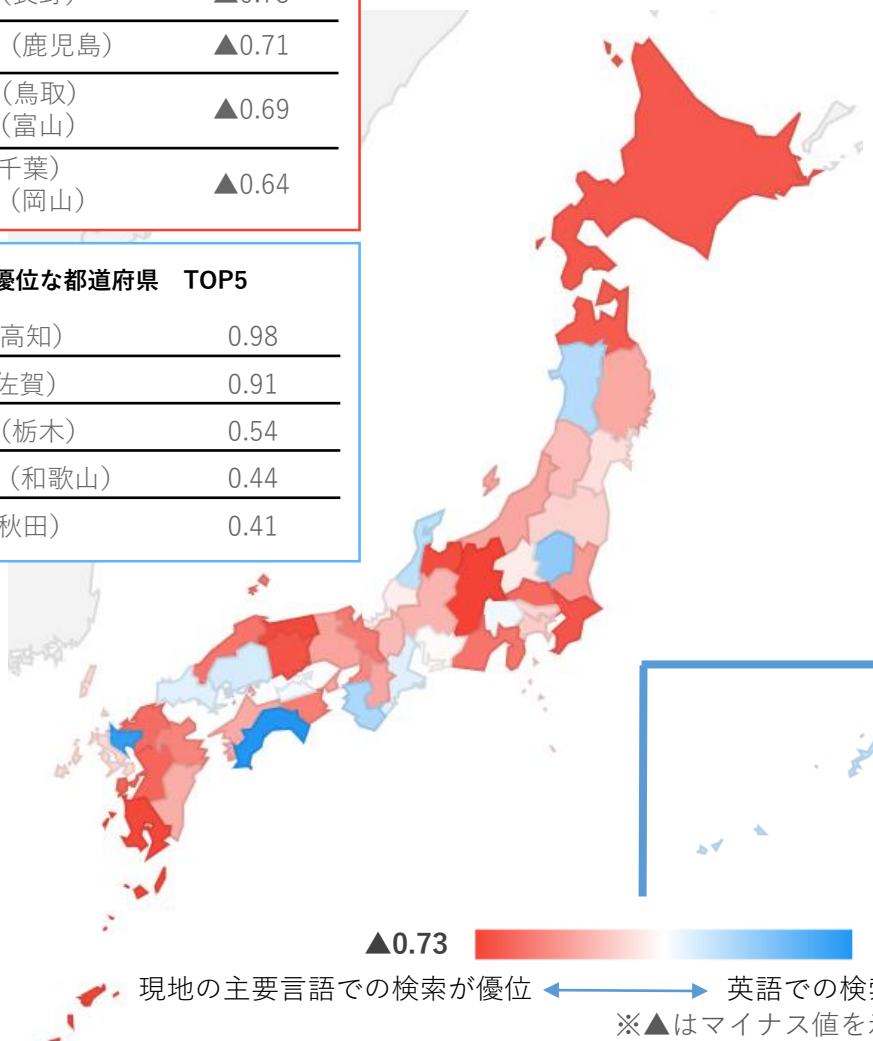 （鹿児島） ▲0.71
（鳥取）
（富山）
▲0.69
千葉）
（岡山）
▲0.64
優位な都道府県 TOP5
高知） 0.98
佐賀） 0.91
（栃木） 0.54
（和歌山） 0.44
秋田） 0.41
▲0.73
現地の主要言語での検索が優位 英語での検
※▲はマイナス値を